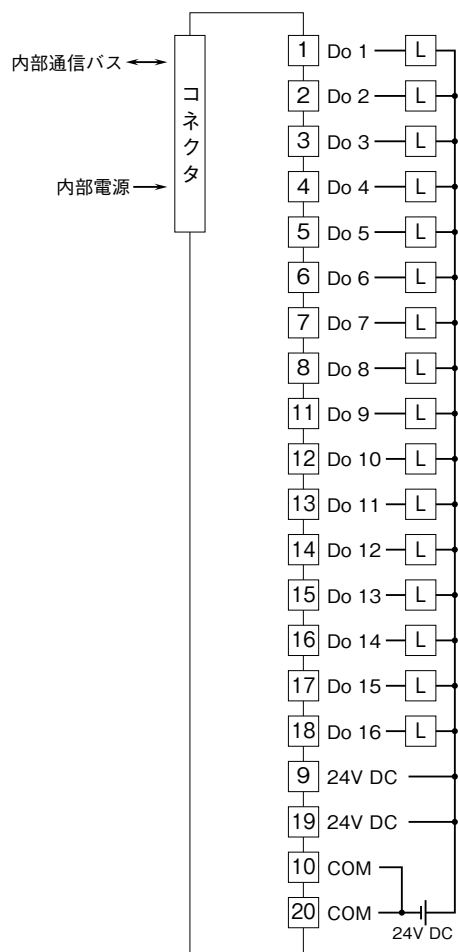 内部通信バス
コネクタ
内部電源
1 Do 1 L
2 Do 2 L
3 Do 3 L
4 Do 4 L
5 Do 5 L
6 Do 6 L
7 Do 7 L
8 Do 8 L
11 Do 9 L
12 Do 10 L
13 Do 11 L
14 Do 12 L
15 Do 13 L
16 Do 14 L
17 Do 15 L
18 Do 16 L
9 24V DC
19 24V DC
10 COM
20 COM
24V DC